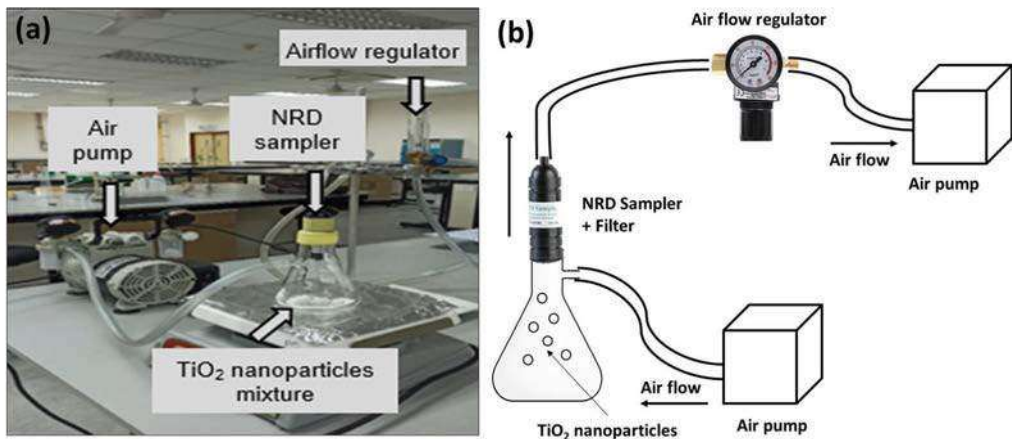 (a)
Airflow regulator
Air
pump
NRD
sampler
TiO₂ nanoparticles
mixture
(b)
Air flow regulator
Air flow
Air pump
NRD Sampler
+ Filter
Air flow
Air pump
TiO₂ nanoparticles